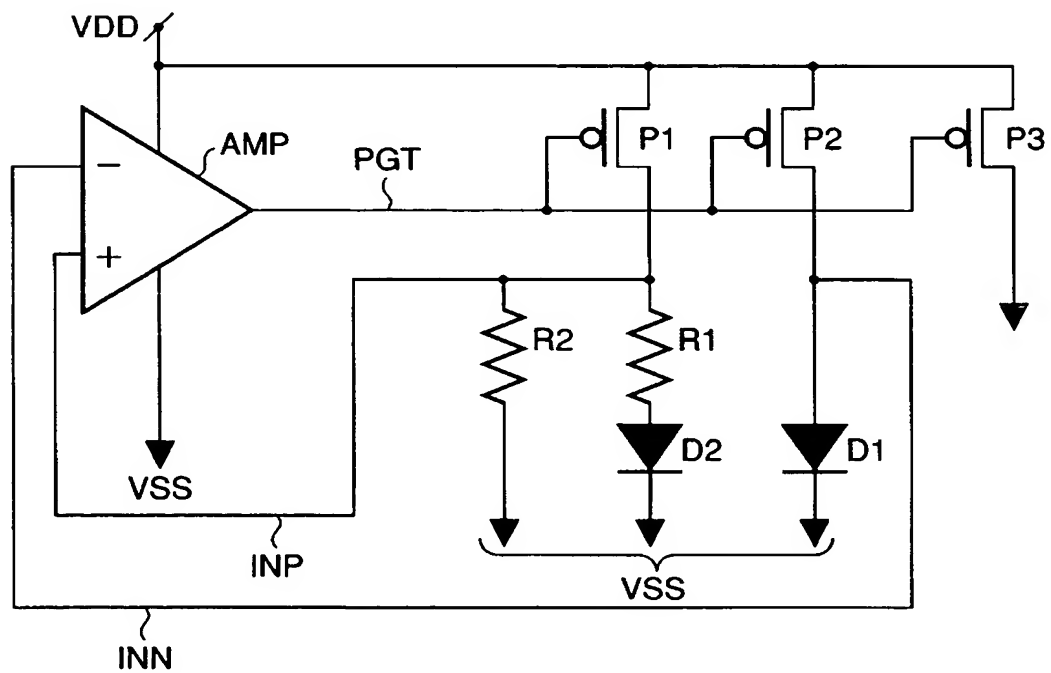 VDD
AMP
PGT
P1
P2
P3
−
+
R2
R1
D2
D1
VSS
VSS
INP
INN